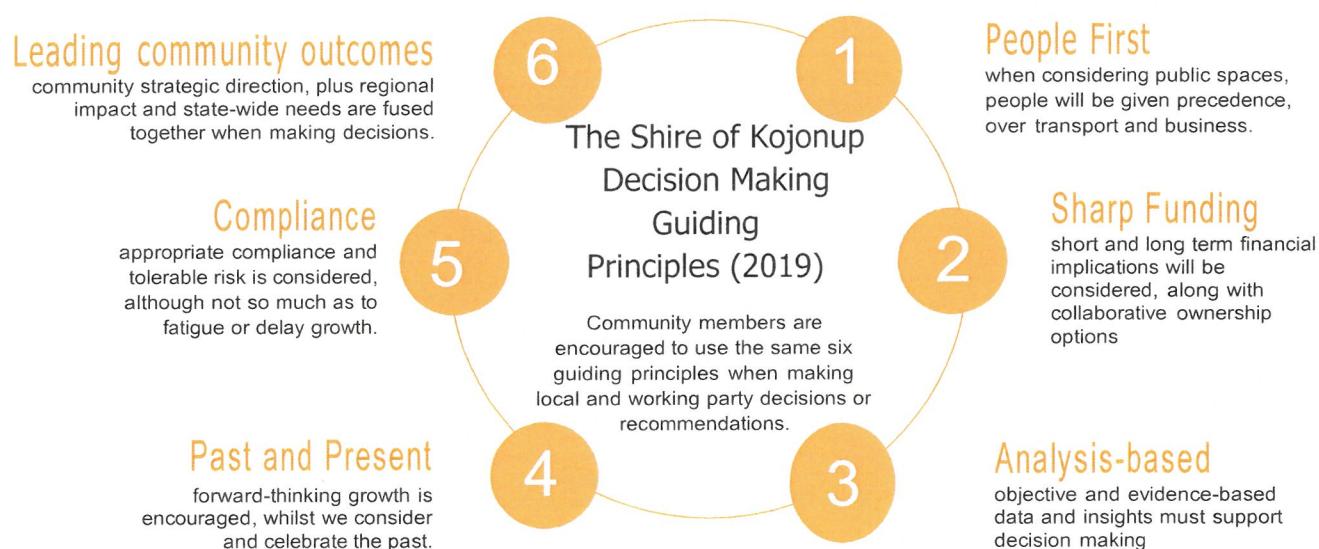 The Shire of Kojonup
Decision Making
Guiding
Principles (2019)
Community members are
encouraged to use the same six
guiding principles when making
local and working party decisions or
recommendations.
1
People First
when considering public spaces,
people will be given precedence,
over transport and business.
2
Sharp Funding
short and long term financial
implications will be
considered, along with
collaborative ownership
options
3
Analysis-based
objective and evidence-based
data and insights must support
decision making
4
Past and Present
forward-thinking growth is
encouraged, whilst we consider
and celebrate the past.
5
Compliance
appropriate compliance and
tolerable risk is considered,
although not so much as to
fatigue or delay growth.
6
Leading community outcomes
community strategic direction, plus regional
impact and state-wide needs are fused
together when making decisions.